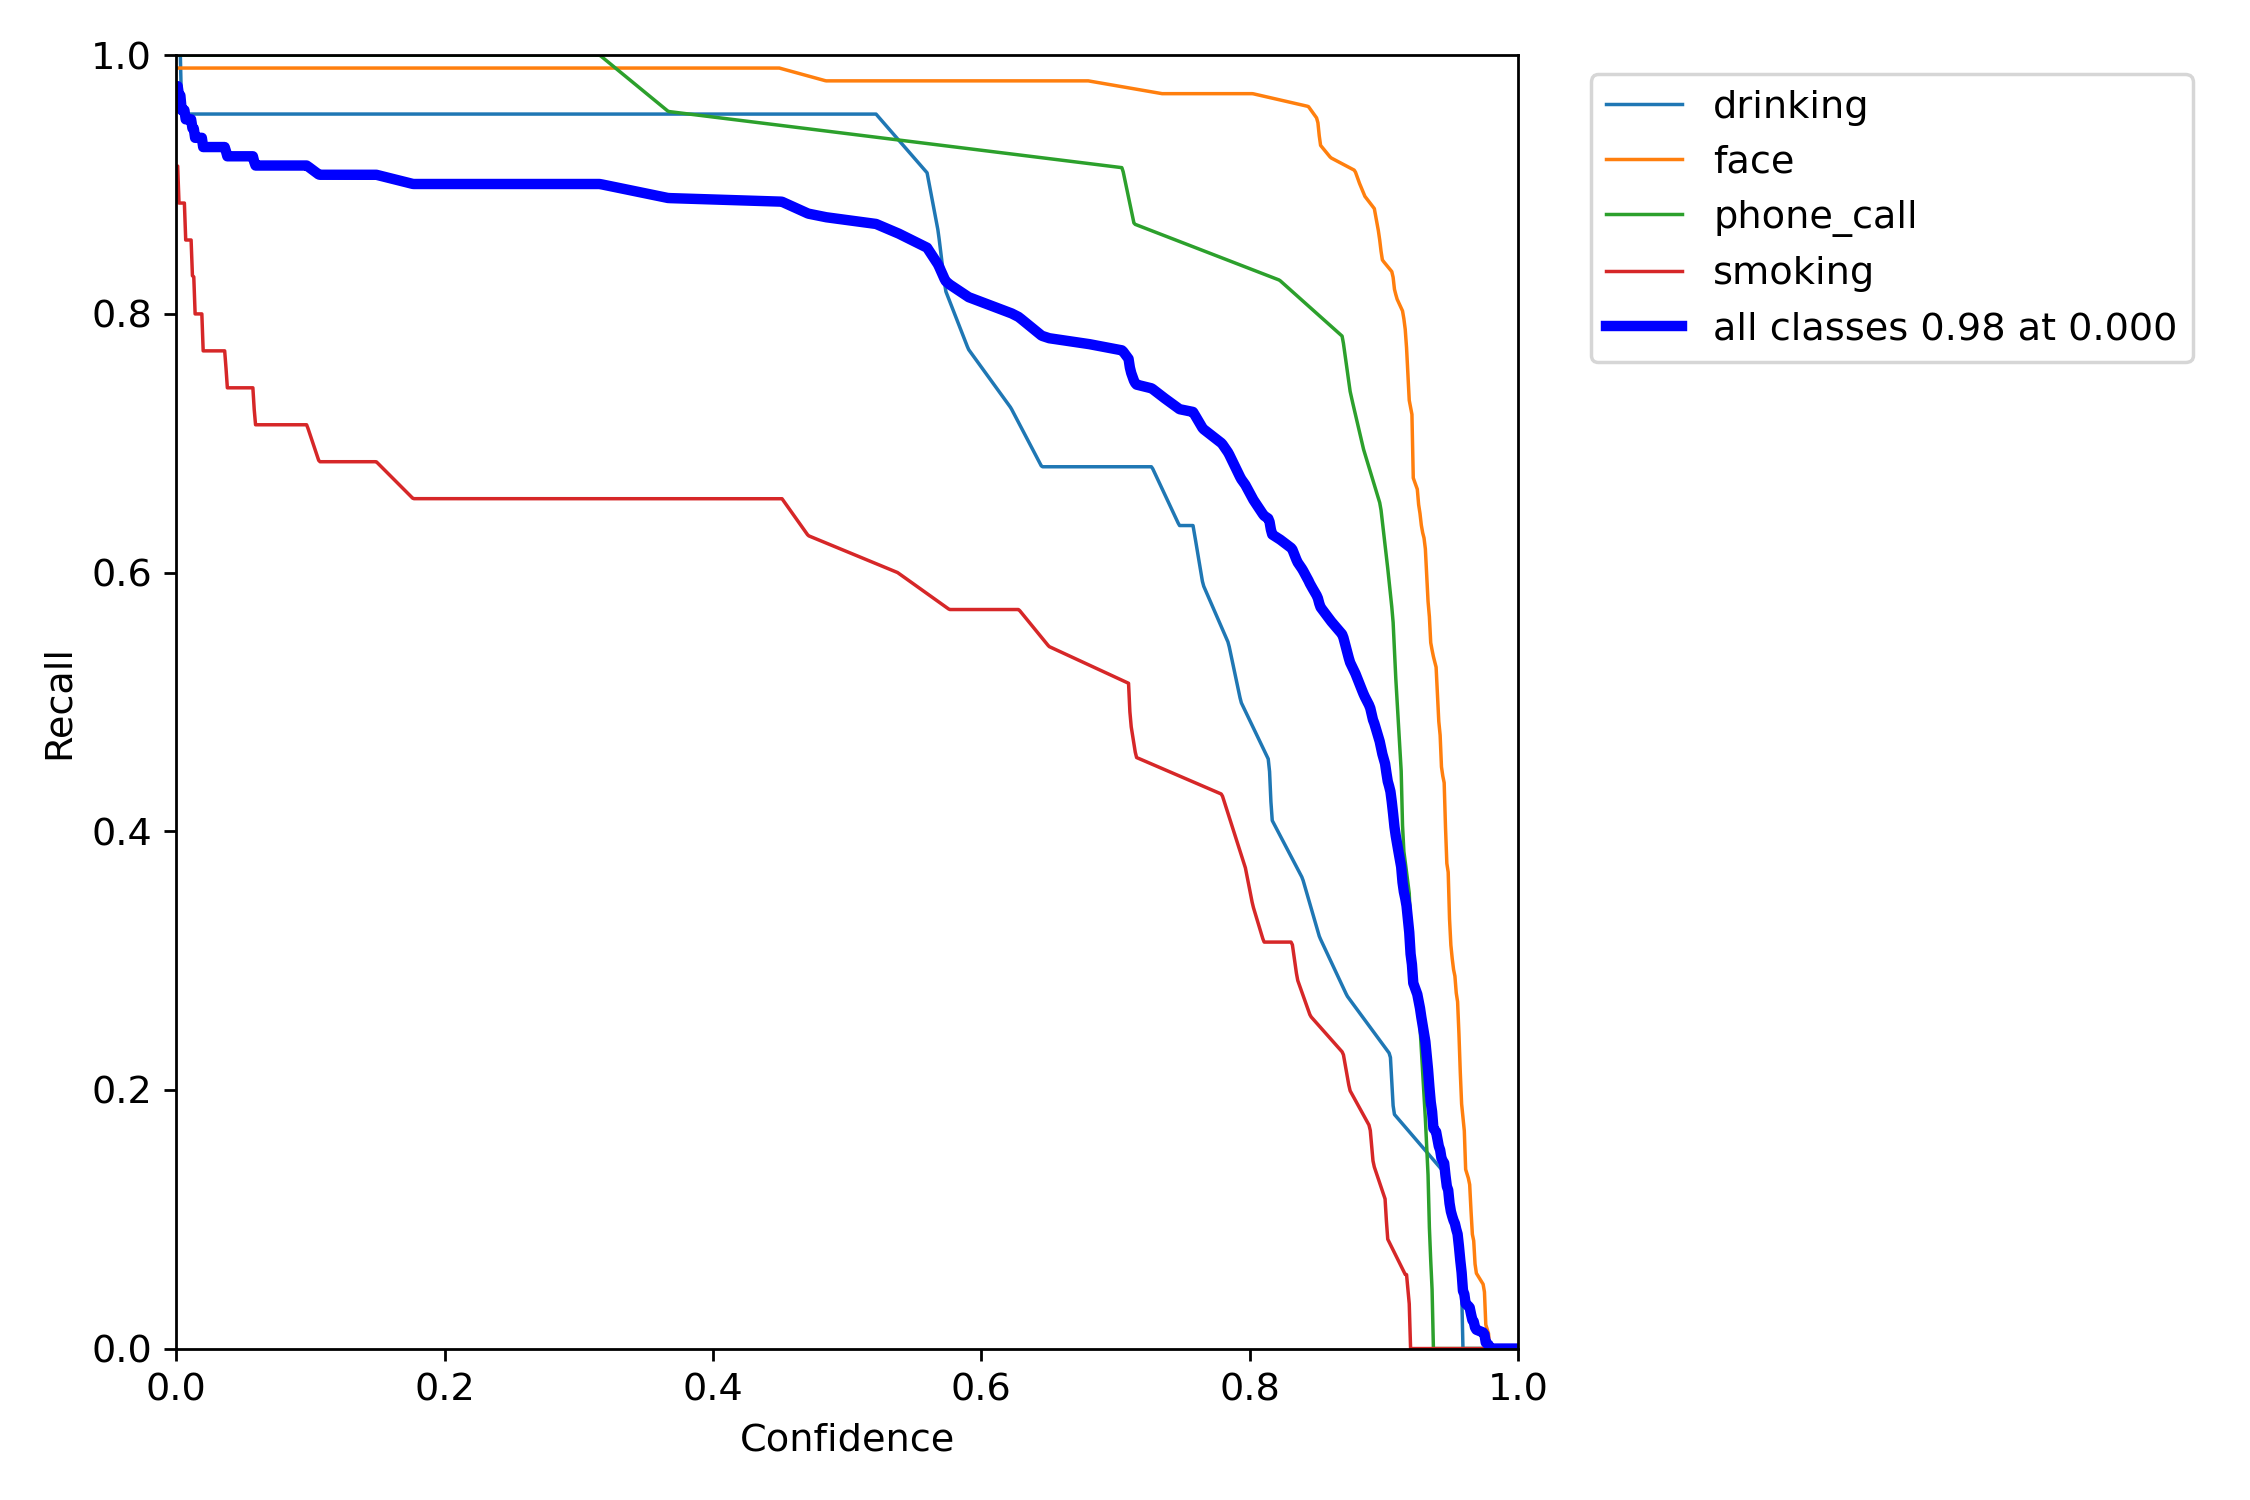 1.0
0.8
0.6
0.4
0.2
0.0
Recall
0.0 0.2 0.4 0.6 0.8 1.0
Confidence
drinking
face
phone_call
smoking
all classes 0.98 at 0.000